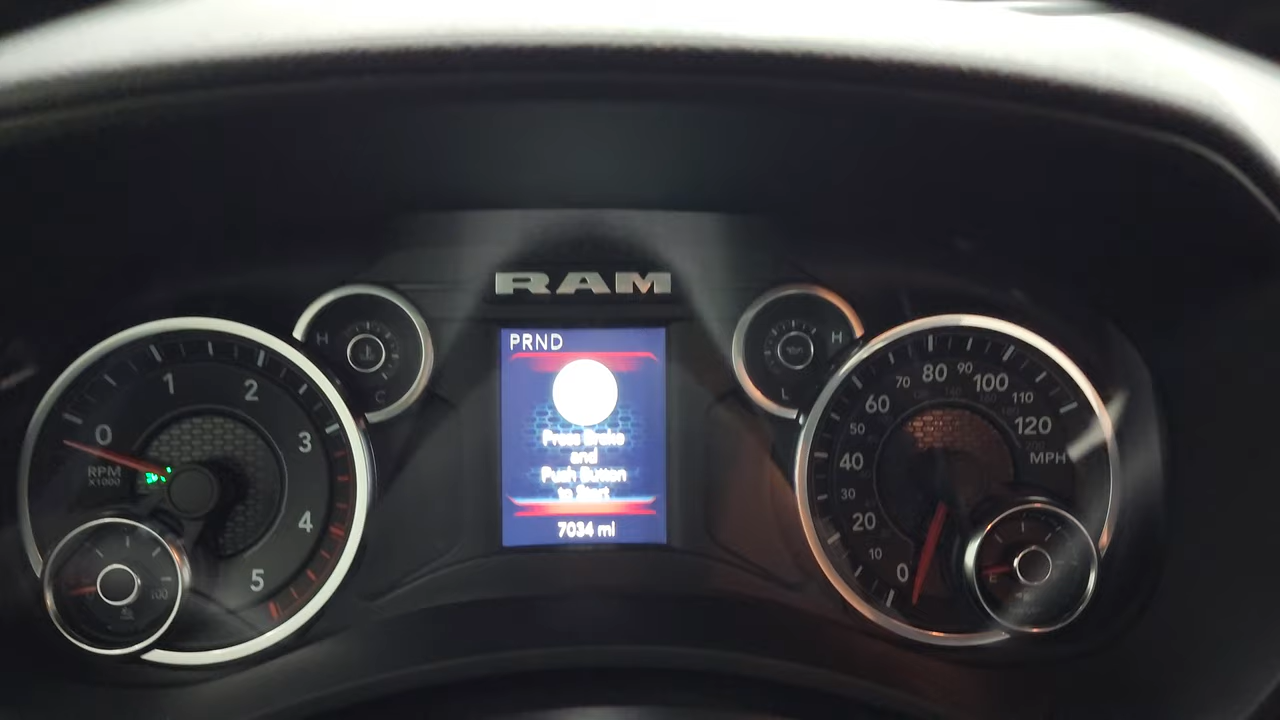 RAM
PRND
Press Brake
and
Push Button
to Start
7034 mi
H
C
H
L
0
1
2
3
4
5
RPM
X1000
100
0
10
20
30
40
50
60
70
80
90
100
110
120
MPH
E